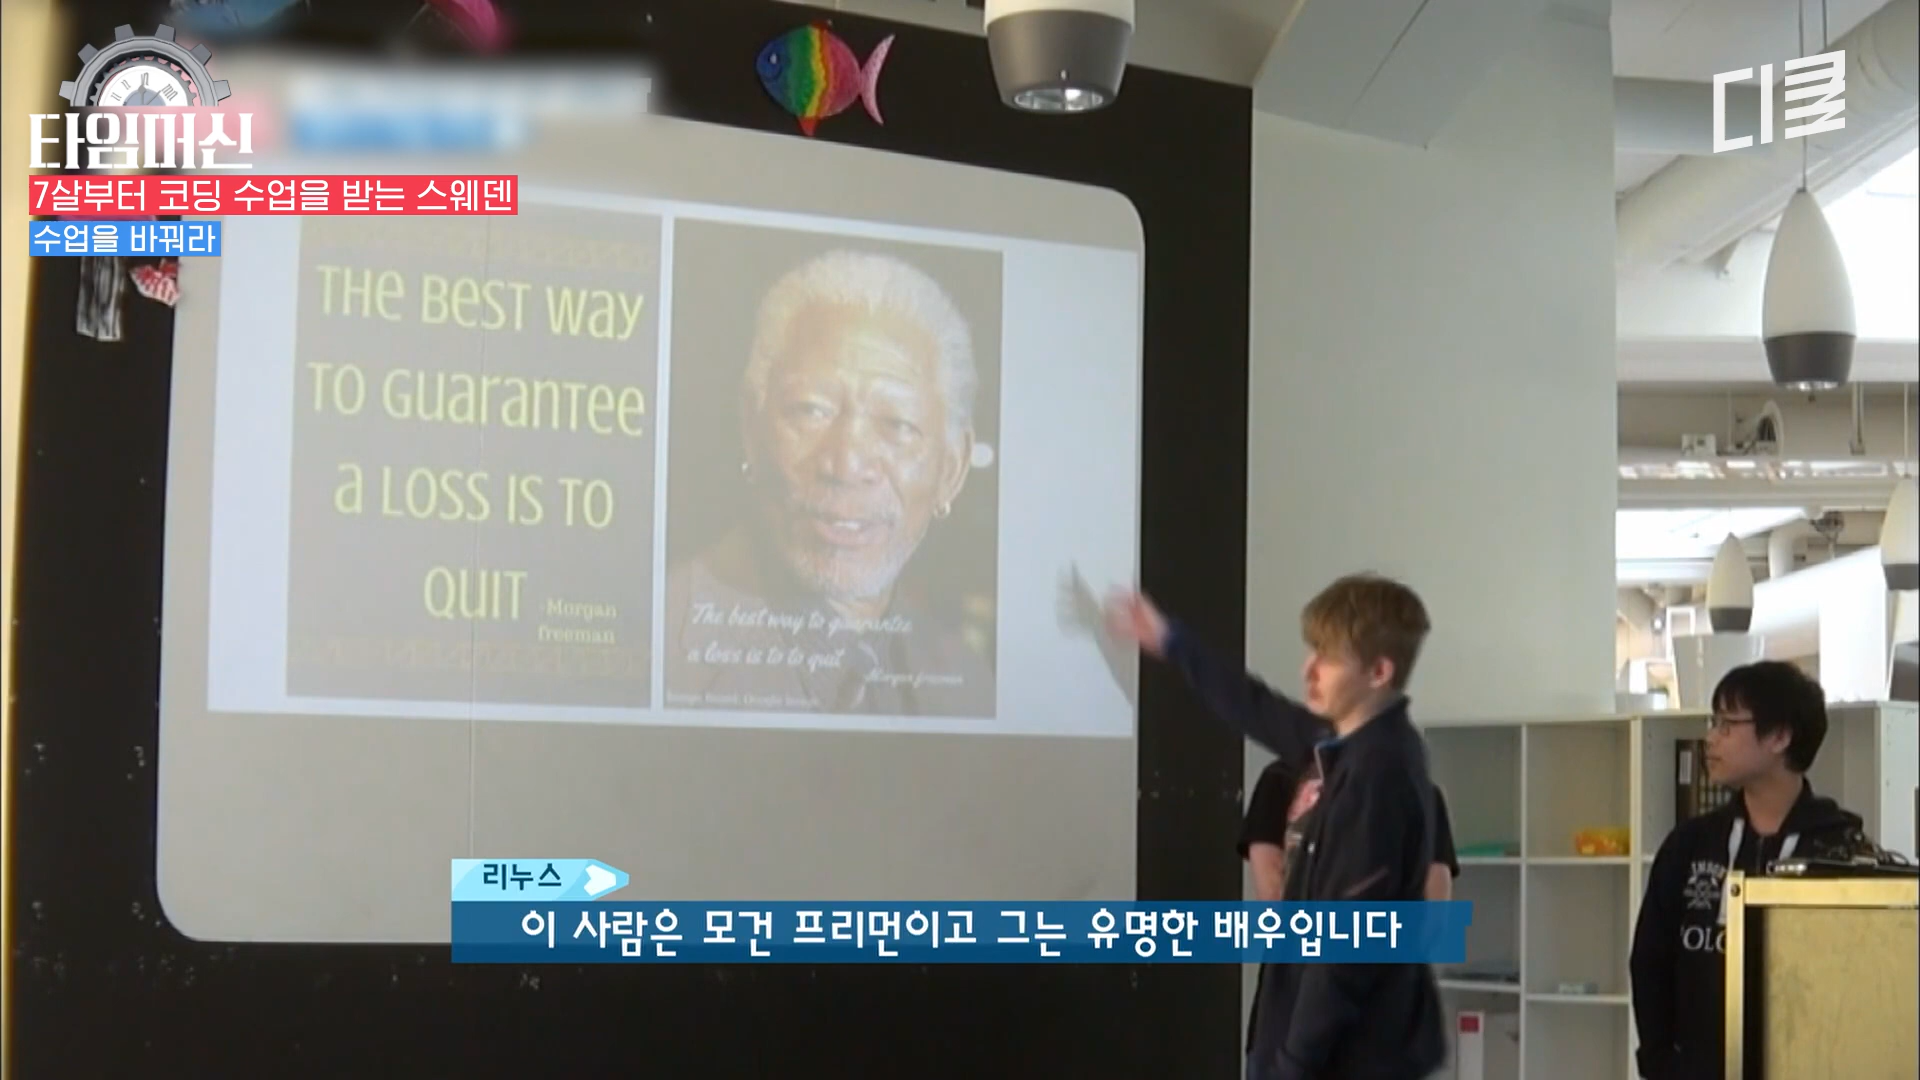 타임머신
디클
7살부터 코딩 수업을 받는 스웨덴
수업을 바꿔라
THE BEST WAY
TO GUARANTEE
A LOSS IS TO
QUIT
-Morgan
freeman
The best way to guarantee
a loss is to to quit
-Morgan freeman
리누스
이 사람은 모건 프리먼이고 그는 유명한 배우입니다